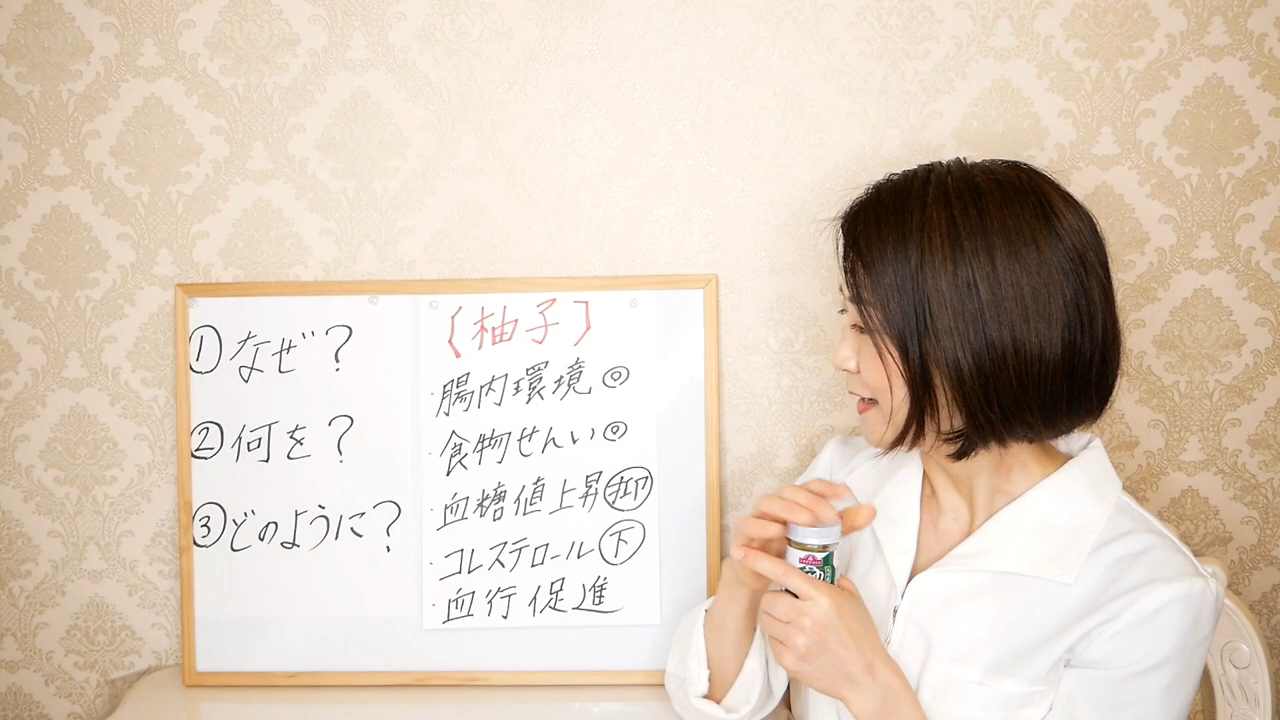 ①なぜ?
②何を?
③どのように?
〔柚子〕
・腸内環境◎
・食物せんい◎
・血糖値上昇㊥
・コレステロール㊦
・血行促進